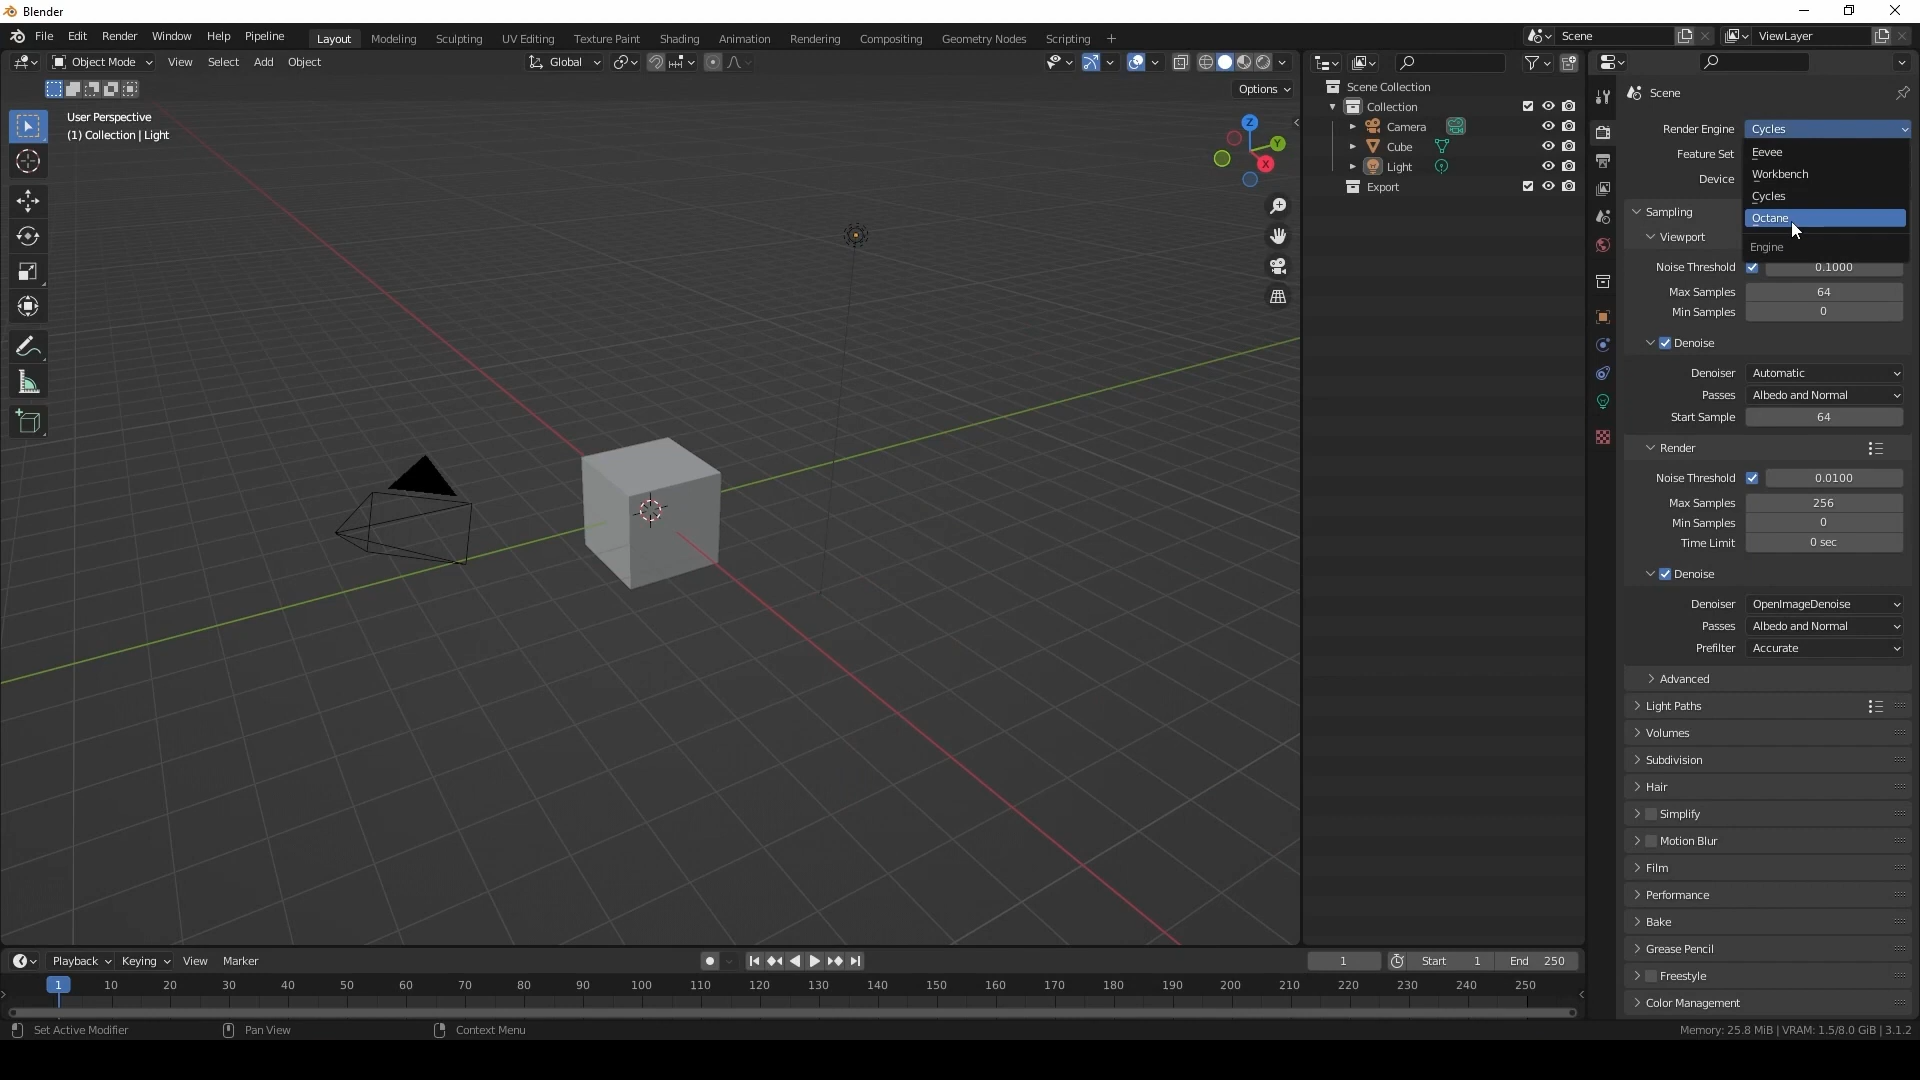 Blender
File Edit Render Window Help Pipeline Layout Modeling Sculpting UV Editing Texture Paint Shading Animation Rendering Compositing Geometry Nodes Scripting + Scene ViewLayer
Object Mode View Select Add Object Global
Options
User Perspective
(1) Collection | Light
Z
Y
X
Scene Collection
Collection
Camera
Cube
Light
Export
Scene
Render Engine Cycles
Feature Set
Device
Eevee
Workbench
Cycles
Octane
Engine
Sampling
Viewport
Noise Threshold 0.1000
Max Samples 64
Min Samples 0
Denoise
Denoiser Automatic
Passes Albedo and Normal
Start Sample 64
Render
Noise Threshold 0.0100
Max Samples 256
Min Samples 0
Time Limit 0 sec
Denoise
Denoiser OpenImageDenoise
Passes Albedo and Normal
Prefilter Accurate
Advanced
Light Paths
Volumes
Subdivision
Hair
Simplify
Motion Blur
Film
Performance
Bake
Grease Pencil
Freestyle
Color Management
Playback Keying View Marker 1 Start 1 End 250
1 10 20 30 40 50 60 70 80 90 100 110 120 130 140 150 160 170 180 190 200 210 220 230 240 250
Set Active Modifier Pan View Context Menu Memory: 25.8 MiB | VRAM: 1.5/8.0 GiB | 3.1.2